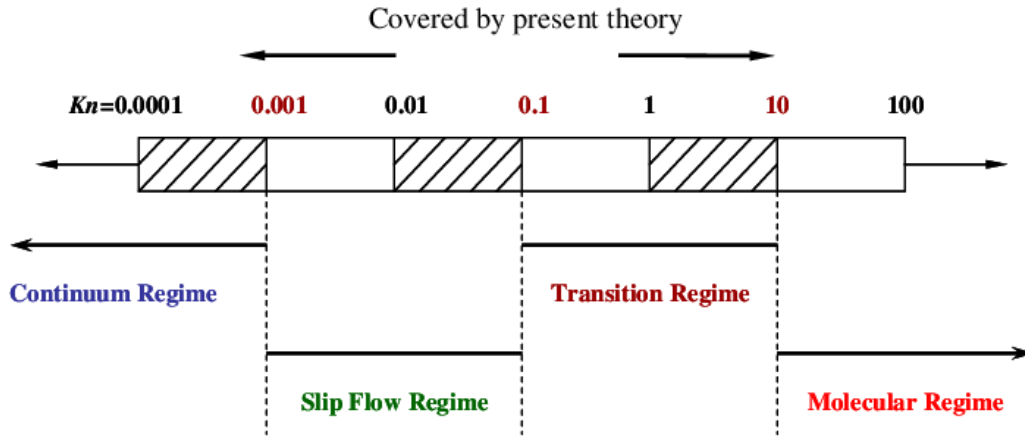 Covered by present theory
Kn=0.0001 0.001 0.01 0.1 1 10 100
Continuum Regime Transition Regime
Slip Flow Regime Molecular Regime